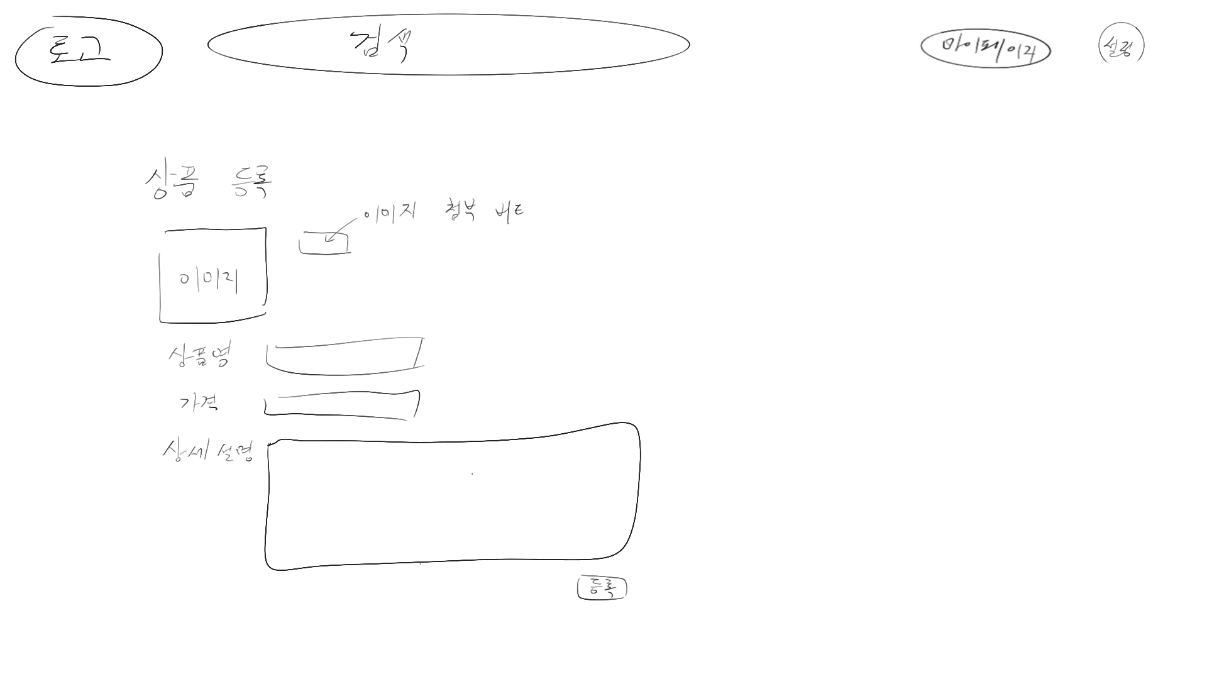 로고
검색
마이페이지
설정
상품 등록
이미지 첨부 버튼
이미지
상품명
가격
상세설명
등록